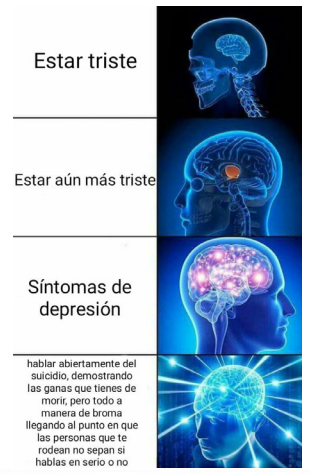 Estar triste
Estar aún más triste
Síntomas de
depresión
hablar abiertamente del
suicidio, demostrando
las ganas que tienes de
morir, pero todo a
manera de broma
llegando al punto en que
las personas que te
rodean no sepan si
hablas en serio o no